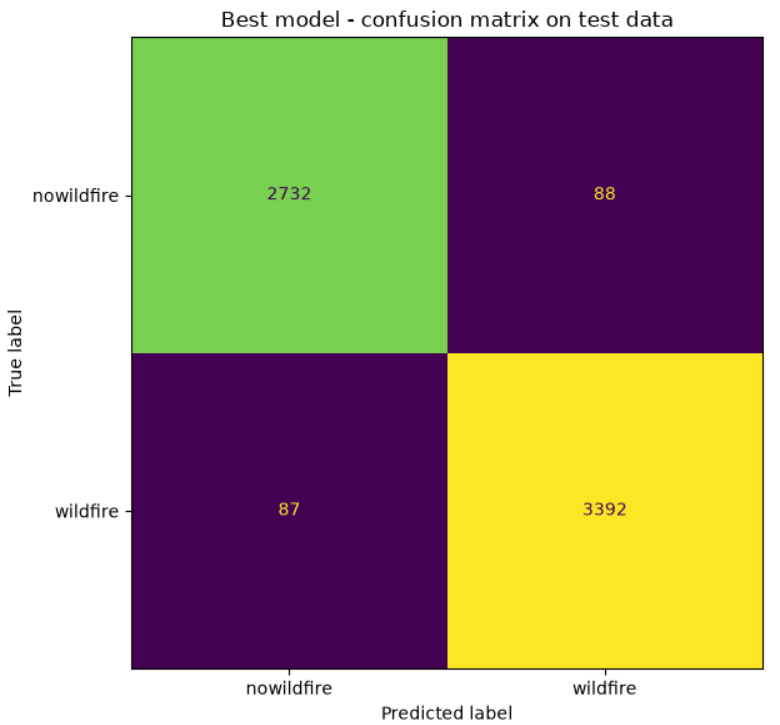 Best model - confusion matrix on test data
True label
nowildfire
2732
88
wildfire
87
3392
nowildfire
wildfire
Predicted label